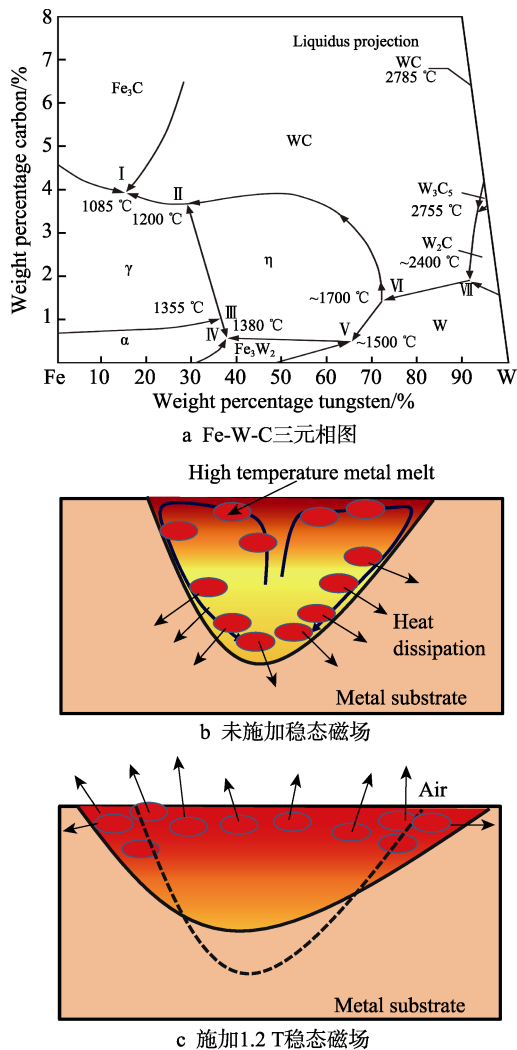 8
7
6
5
4
3
2
1
0
Weight percentage carbon/%
Liquidus projection
WC
2785 ℃
Fe₃C
WC
Ⅰ
Ⅱ
1085℃
1200 ℃
W₃C₅
2755 ℃
W₂C
~2400℃
γ
η
Ⅵ
Ⅶ
~1700℃
1355 ℃
Ⅲ
Ⅳ
1380℃
Ⅴ
W
α
Fe₃W₂
~1500℃
Fe 10 20 30 40 50 60 70 80 90 W
Weight percentage tungsten/%
a Fe-W-C三元相图
High temperature metal melt
Heat
dissipation
Metal substrate
b 未施加稳态磁场
Air
Metal substrate
c 施加1.2 T稳态磁场